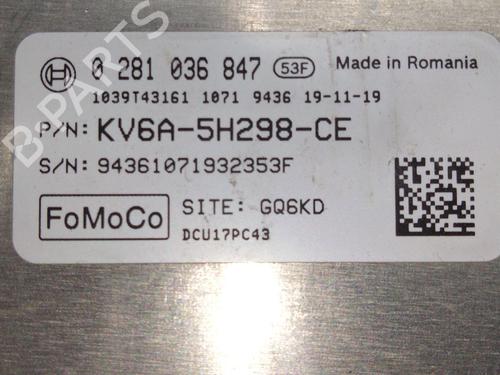 0 281 036 847 53F Made in Romania
1039T43161 1071 9436 19-11-19
P/N: KV6A-5H298-CE
S/N: 94361071932353F
FoMoCo SITE: GQ6KD
DCU17PC43
B-PARTS